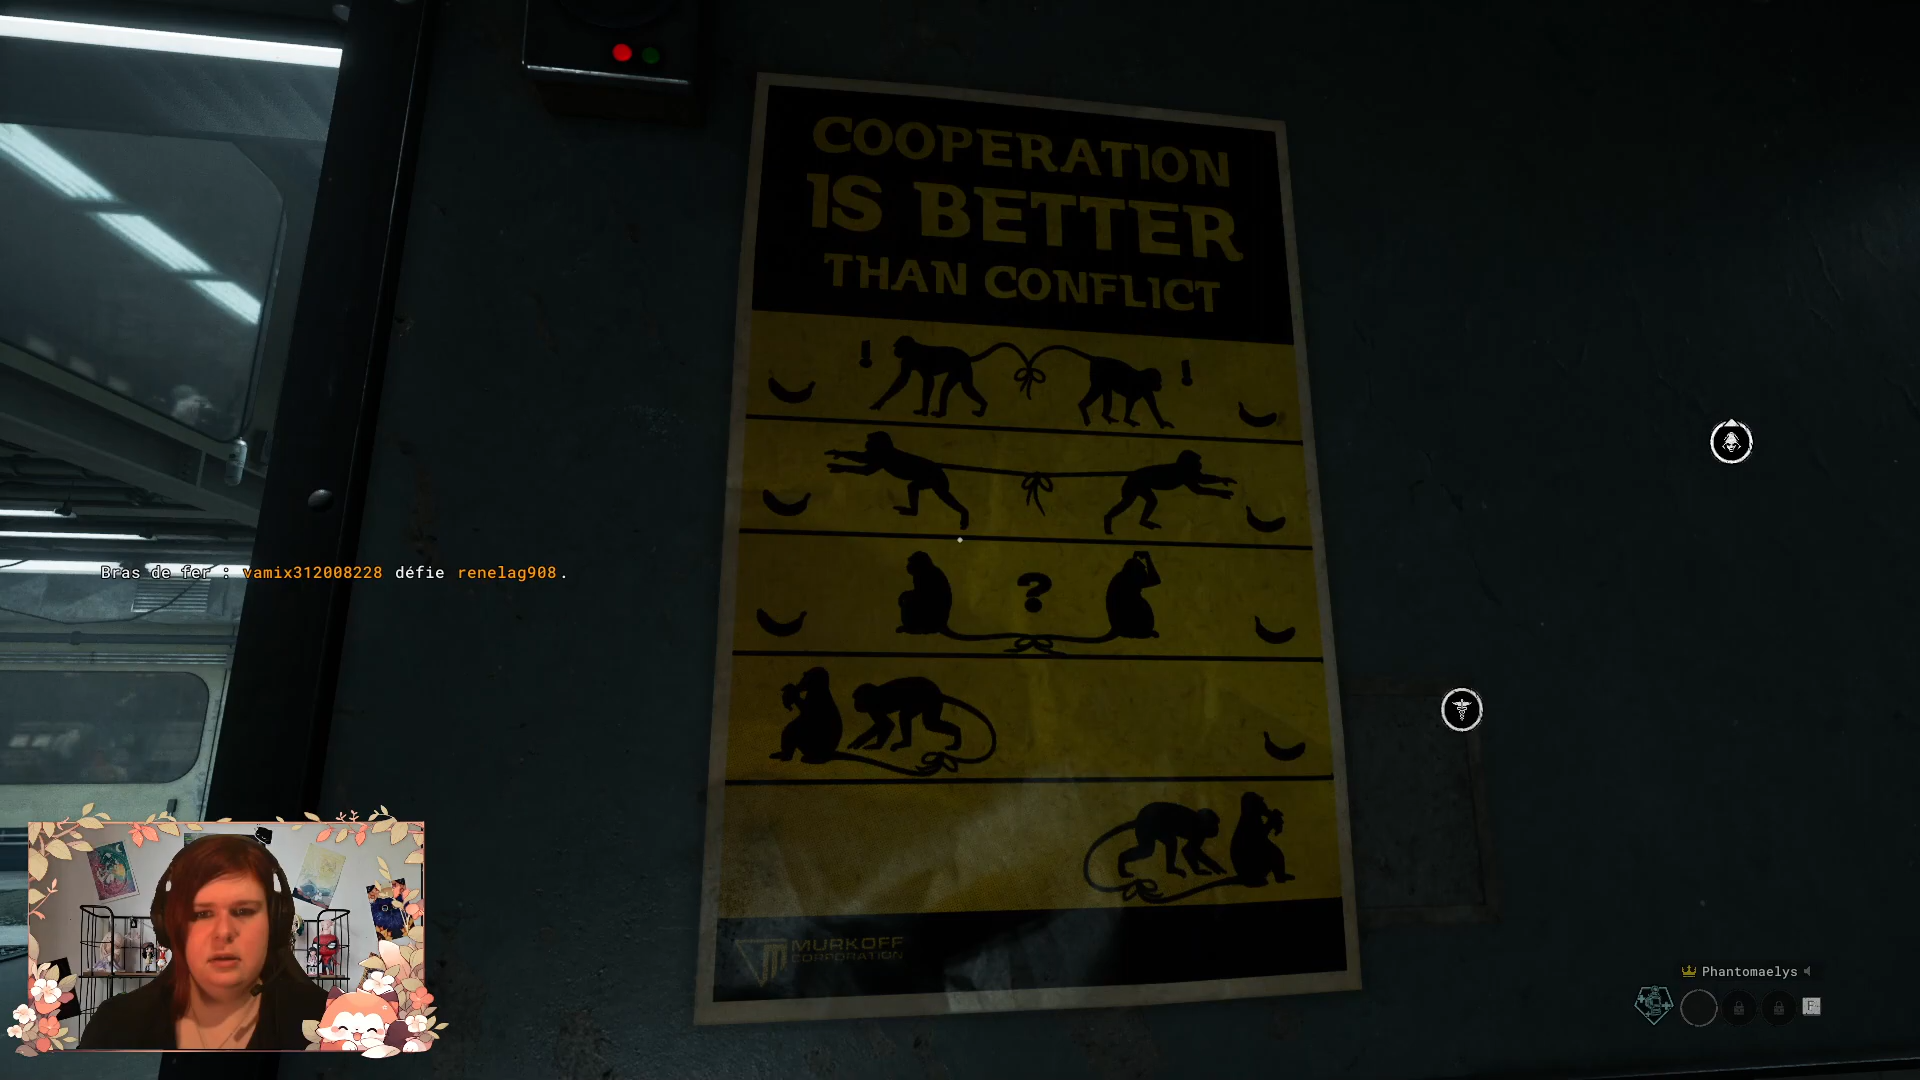 COOPERATION
IS BETTER
THAN CONFLICT
?
Bras de fer : vamix312008228 défie renelag908.
MURKOFF
CORPORATION
Phantomaelys
F